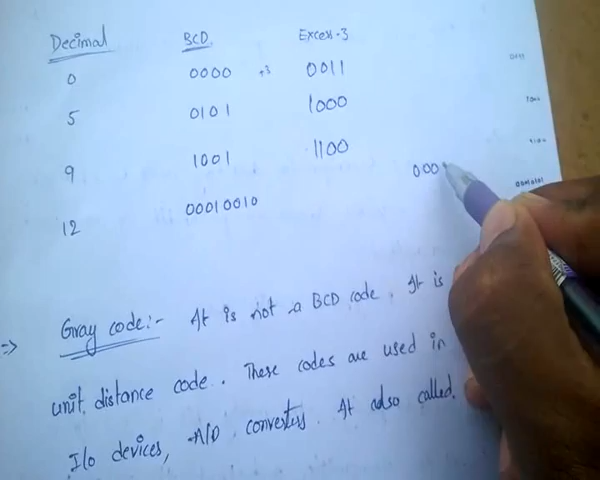 Decimal BCD Excess-3
0 0000 +3 0011
5 0101 1000
9 1001 1100
12 00010010 000
=> Gray code:- It is not a BCD code. It is
unit distance code. These codes are used in
I/o devices, A/D converters. It also called.